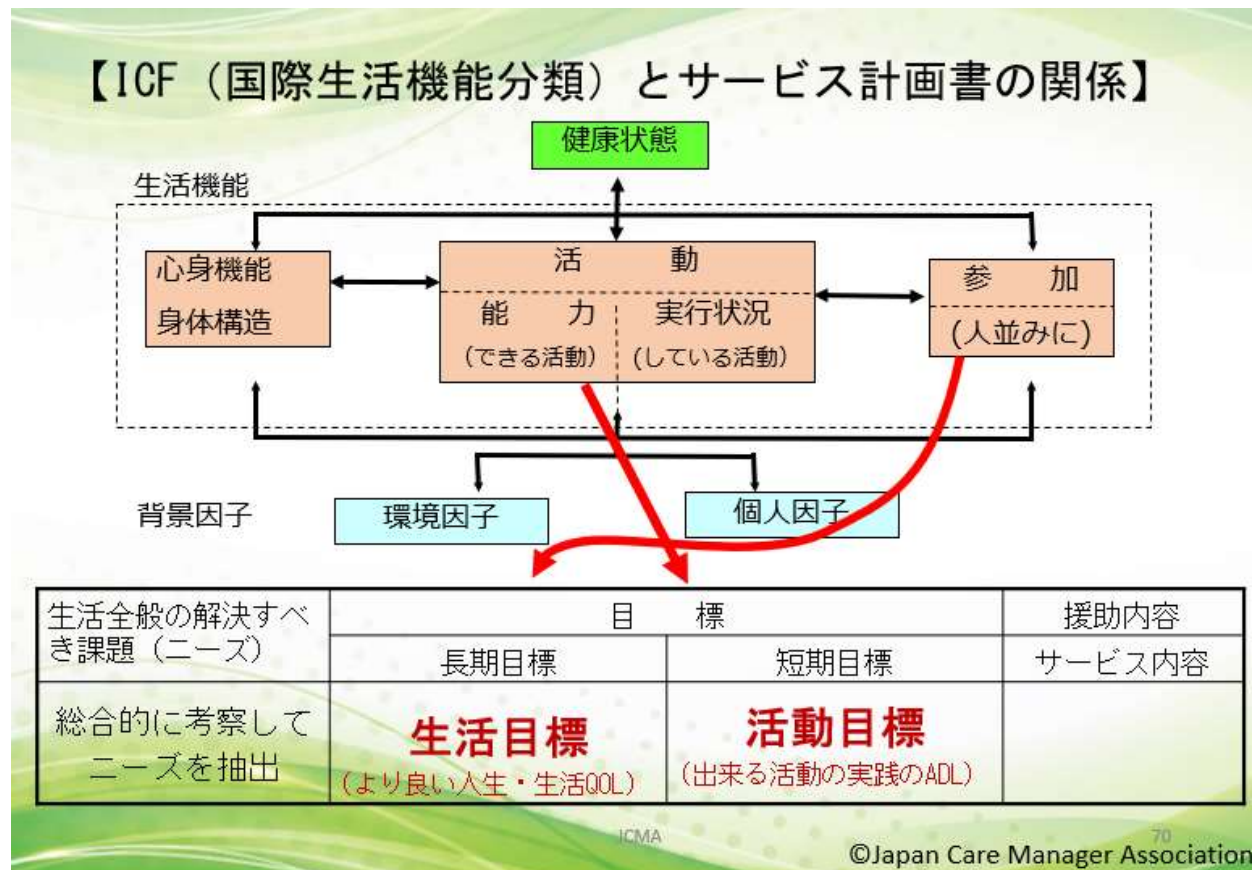 【ICF（国際生活機能分類）とサービス計画書の関係】
健康状態
生活機能
心身機能
身体構造
活　動
能　力
(できる活動)
実行状況
(している活動)
参　加
(人並みに)
背景因子
環境因子
個人因子
生活全般の解決すべ
き課題（ニーズ）
目　標
援助内容
長期目標
短期目標
サービス内容
総合的に考察して
ニーズを抽出
生活目標
（より良い人生・生活QOL）
活動目標
（出来る活動の実践のADL）
JCMA
70
©Japan Care Manager Association